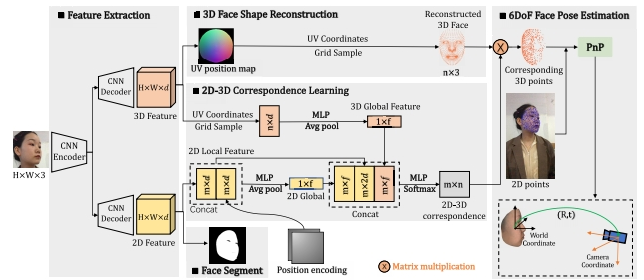 ■ Feature Extraction
■ 3D Face Shape Reconstruction
■ 6DoF Face Pose Estimation
CNN
Decoder
H×W×d
3D Feature
UV position map
UV Coordinates
Grid Sample
Reconstructed
3D Face
n×3
X
Corresponding
3D points
PnP
■ 2D-3D Correspondence Learning
UV Coordinates
Grid Sample
n×d
MLP
Avg pool
3D Global Feature
1×f
CNN
Encoder
H×W×3
2D Local Feature
m×d
m×d
Concat
MLP
Avg pool
1×f
2D Global
m×f
m×2d
m×f
Concat
MLP
Softmax
m×n
2D-3D
correspondence
2D points
CNN
Decoder
H×W×d
2D Feature
■ Face Segment
Position encoding
X Matrix multiplication
(R,t)
World
Coordinate
Camera
Coordinate